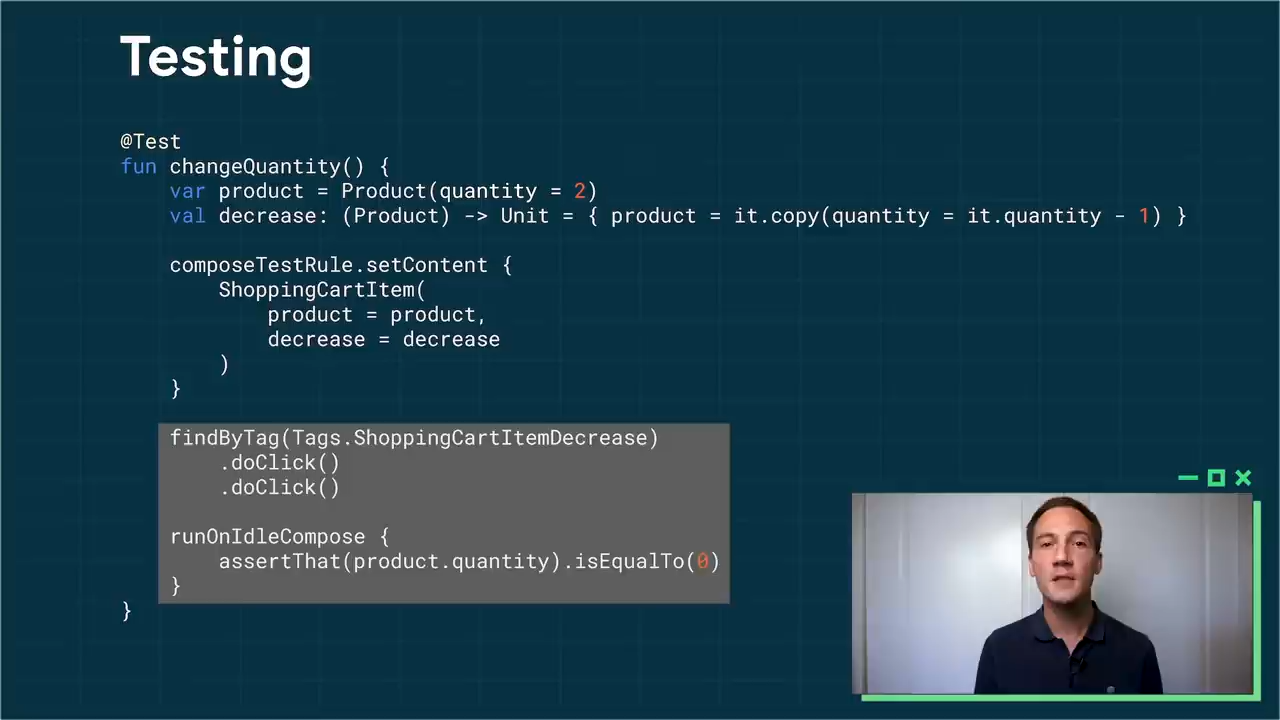 Testing
@Test
fun changeQuantity() {
var product = Product(quantity = 2)
val decrease: (Product) -> Unit = { product = it.copy(quantity = it.quantity - 1) }
composeTestRule.setContent {
ShoppingCartItem(
product = product,
decrease = decrease
)
}
findByTag(Tags.ShoppingCartItemDecrease)
.doClick()
.doClick()
runOnIdleCompose {
assertThat(product.quantity).isEqualTo(0)
}
}